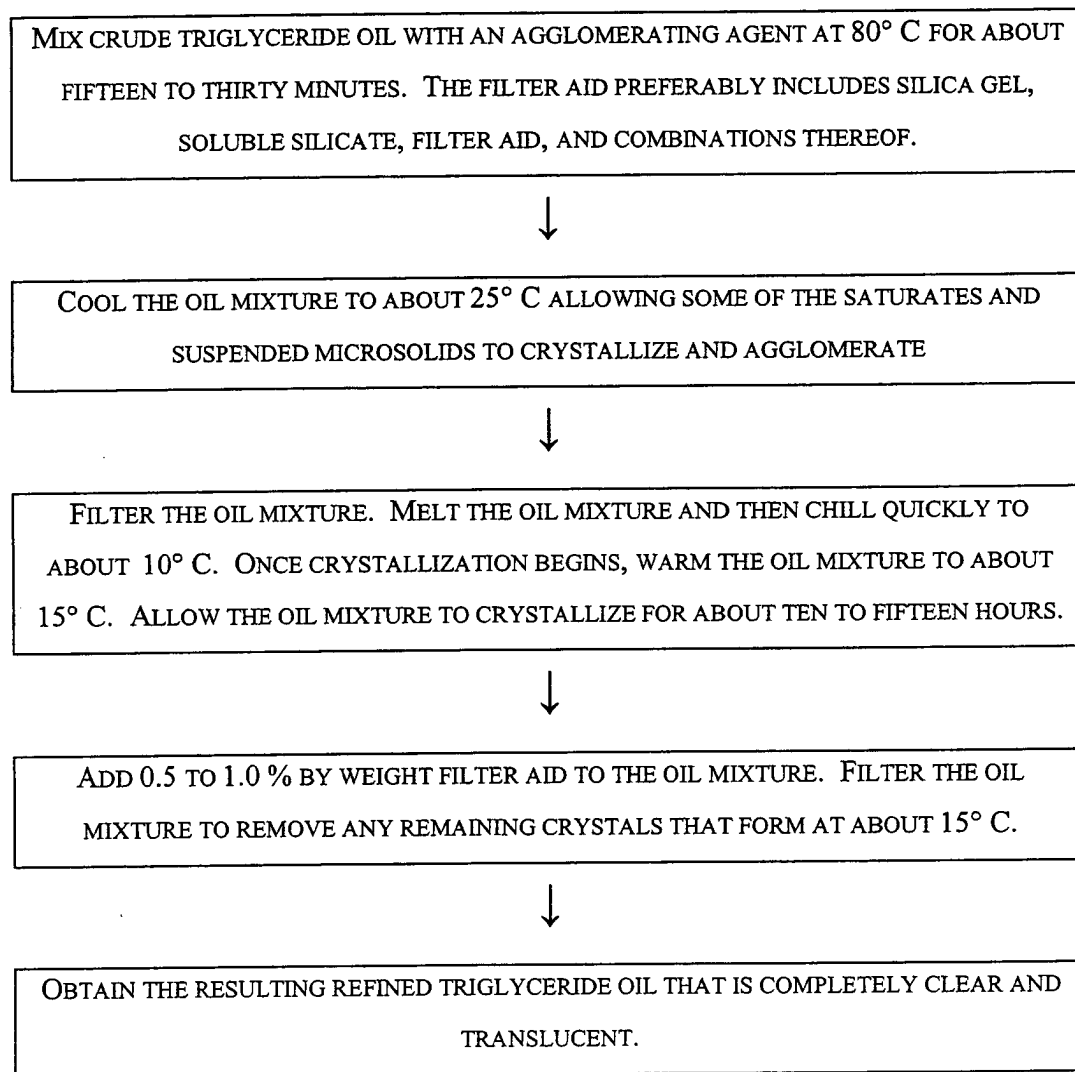 MIX CRUDE TRIGLYCERIDE OIL WITH AN AGGLOMERATING AGENT AT 80° C FOR ABOUT
FIFTEEN TO THIRTY MINUTES. THE FILTER AID PREFERABLY INCLUDES SILICA GEL,
SOLUBLE SILICATE, FILTER AID, AND COMBINATIONS THEREOF.
↓
COOL THE OIL MIXTURE TO ABOUT 25° C ALLOWING SOME OF THE SATURATES AND
SUSPENDED MICROSOLIDS TO CRYSTALLIZE AND AGGLOMERATE
↓
FILTER THE OIL MIXTURE. MELT THE OIL MIXTURE AND THEN CHILL QUICKLY TO
ABOUT 10° C. ONCE CRYSTALLIZATION BEGINS, WARM THE OIL MIXTURE TO ABOUT
15° C. ALLOW THE OIL MIXTURE TO CRYSTALLIZE FOR ABOUT TEN TO FIFTEEN HOURS.
↓
ADD 0.5 TO 1.0 % BY WEIGHT FILTER AID TO THE OIL MIXTURE. FILTER THE OIL
MIXTURE TO REMOVE ANY REMAINING CRYSTALS THAT FORM AT ABOUT 15° C.
↓
OBTAIN THE RESULTING REFINED TRIGLYCERIDE OIL THAT IS COMPLETELY CLEAR AND
TRANSLUCENT.